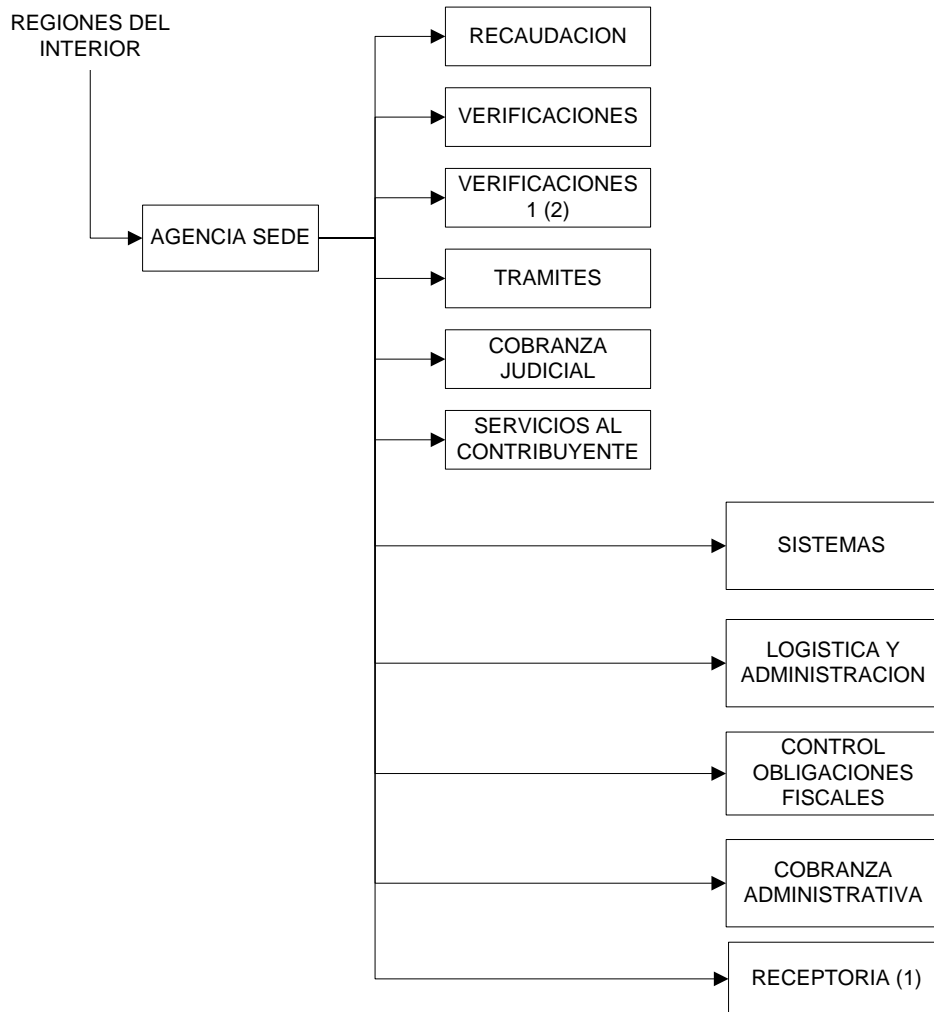 REGIONES DEL
INTERIOR
RECAUDACION
VERIFICACIONES
VERIFICACIONES
1 (2)
AGENCIA SEDE
TRAMITES
COBRANZA
JUDICIAL
SERVICIOS AL
CONTRIBUYENTE
SISTEMAS
LOGISTICA Y
ADMINISTRACION
CONTROL
OBLIGACIONES
FISCALES
COBRANZA
ADMINISTRATIVA
RECEPTORIA (1)